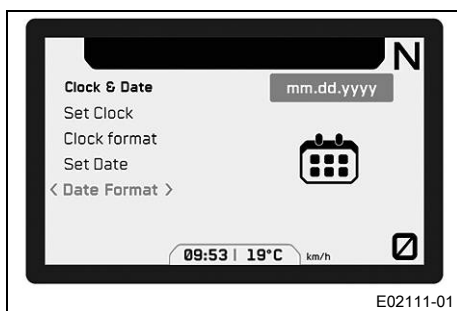 N
Clock & Date
mm.dd.yyyy
Set Clock
Clock format
Set Date
< Date Format >
09:53 | 19°C km/h
0
E02111-01